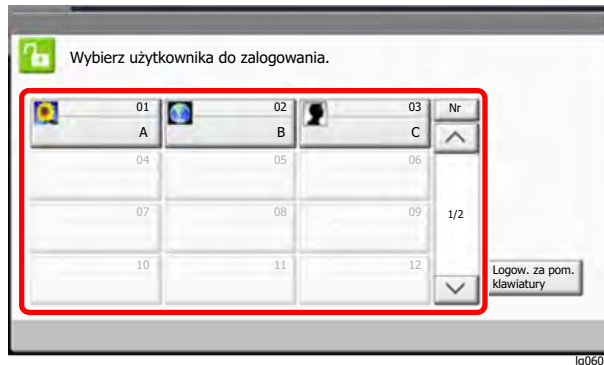 Wybierz użytkownika do zalogowania.
01 02 03 Nr
A B C
04 05 06
07 08 09 1/2
10 11 12
Logow. za pom.
klawiatury